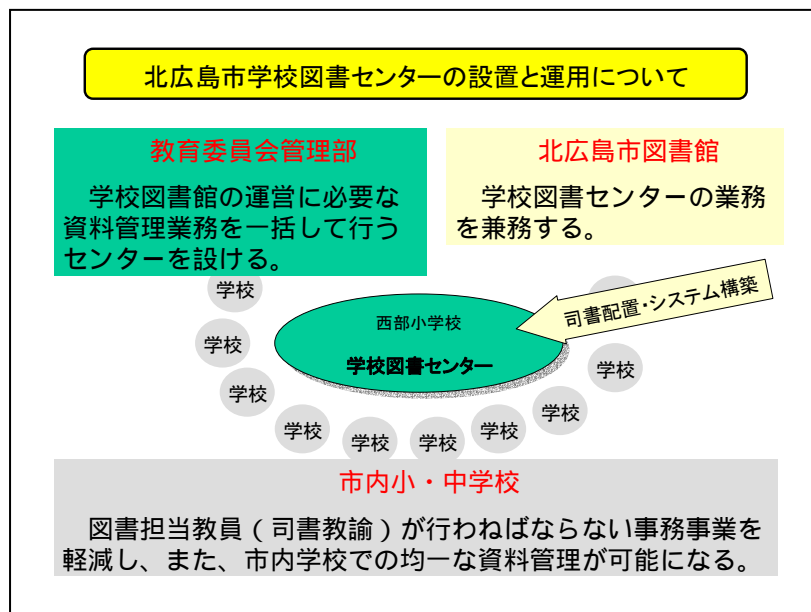 北広島市学校図書センターの設置と運用について
教育委員会管理部
学校図書館の運営に必要な
資料管理業務を一括して行う
センターを設ける。
北広島市図書館
学校図書センターの業務
を兼務する。
学校
学校
学校
学校
学校
学校
学校
学校
学校
西部小学校
学校図書センター
司書配置・システム構築
市内小・中学校
図書担当教員（司書教諭）が行わねばならない事務事業を
軽減し、また、市内学校での均一な資料管理が可能になる。